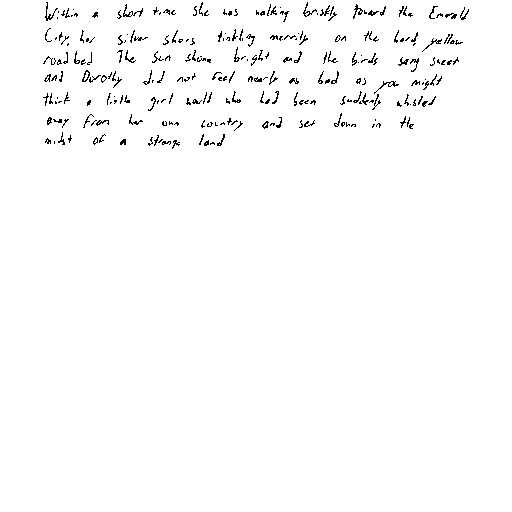 Within a short time she was walking briskly toward the Emerald
City, her silver shoes tinkling merrily on the hard, yellow
roadbed The sun shone bright and the birds sang sweet
and Dorothy did not feel nearly as bad as you might
think a little girl would who had been suddenly whisked
away from her own country and set down in the
midst of a strange land